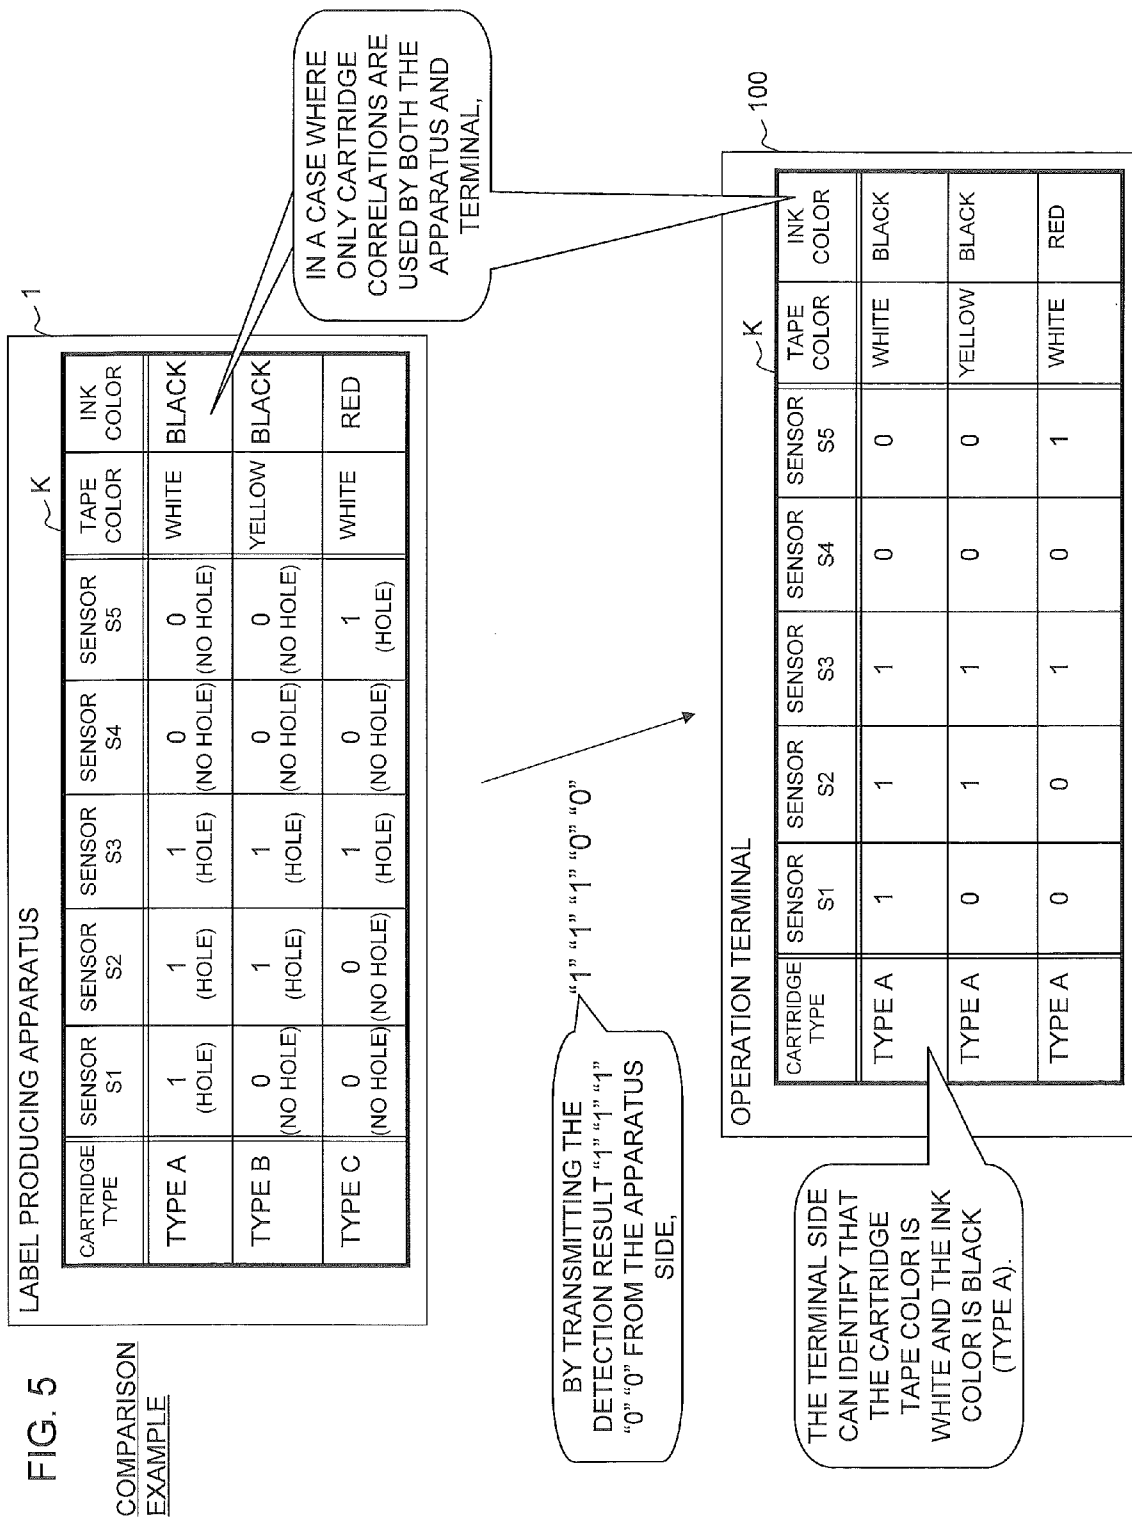 FIG. 5
COMPARISON
EXAMPLE
LABEL PRODUCING APPARATUS
1
K
CARTRIDGE TYPE SENSOR S1 SENSOR S2 SENSOR S3 SENSOR S4 SENSOR S5 TAPE COLOR INK COLOR
TYPE A 1 (HOLE) 1 (HOLE) 1 (HOLE) 0 (NO HOLE) 0 (NO HOLE) WHITE BLACK
TYPE B 0 (NO HOLE) 1 (HOLE) 1 (HOLE) 0 (NO HOLE) 0 (NO HOLE) YELLOW BLACK
TYPE C 0 (NO HOLE) 0 (NO HOLE) 1 (HOLE) 0 (NO HOLE) 1 (HOLE) WHITE RED
IN A CASE WHERE
ONLY CARTRIDGE
CORRELATIONS ARE
USED BY BOTH THE
APPARATUS AND
TERMINAL,
BY TRANSMITTING THE
DETECTION RESULT “1” “1” “1”
“0” “0” FROM THE APPARATUS
SIDE,
“1” “1” “1” “0” “0”
OPERATION TERMINAL
100
K
CARTRIDGE TYPE SENSOR S1 SENSOR S2 SENSOR S3 SENSOR S4 SENSOR S5 TAPE COLOR INK COLOR
TYPE A 1 1 1 0 0 WHITE BLACK
TYPE A 0 1 1 0 0 YELLOW BLACK
TYPE A 0 0 1 0 1 WHITE RED
THE TERMINAL SIDE
CAN IDENTIFY THAT
THE CARTRIDGE
TAPE COLOR IS
WHITE AND THE INK
COLOR IS BLACK
(TYPE A).